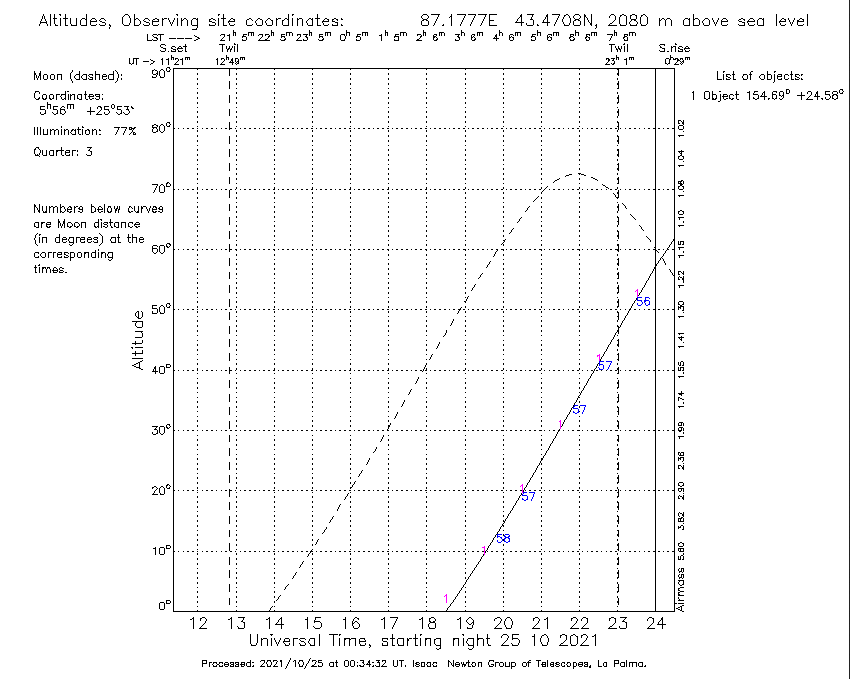 Altitudes, Observing site coordinates: 87.1777E 43.4708N, 2080 m above sea level
LST ---> 21ʰ 5ᵐ 22ʰ 5ᵐ 23ʰ 5ᵐ 0ʰ 5ᵐ 1ʰ 5ᵐ 2ʰ 6ᵐ 3ʰ 6ᵐ 4ʰ 6ᵐ 5ʰ 6ᵐ 6ʰ 6ᵐ 7ʰ 6ᵐ
S.set Twil Twil S.rise
UT -> 11ʰ21ᵐ 12ʰ49ᵐ 23ʰ 1ᵐ 0ʰ29ᵐ
Moon (dashed):
Coordinates:
5ʰ56ᵐ +25°53‘
Illumination: 77%
Quarter: 3
Numbers below curves
are Moon distance
(in degrees) at the
corresponding
times.
List of objects:
1 Object 154.69° +24.58°
Altitude
90°
80°
70°
60°
50°
40°
30°
20°
10°
0°
1 1 1 1 1 1
58 57 57 57 56
1.02
1.04
1.06
1.10
1.15
1.22
1.30
1.41
1.55
1.74
1.99
2.36
2.90
3.82
5.60
Airmass
12 13 14 15 16 17 18 19 20 21 22 23 24
Universal Time, starting night 25 10 2021
Processed: 2021/10/25 at 00:34:32 UT. Isaac Newton Group of Telescopes, La Palma.